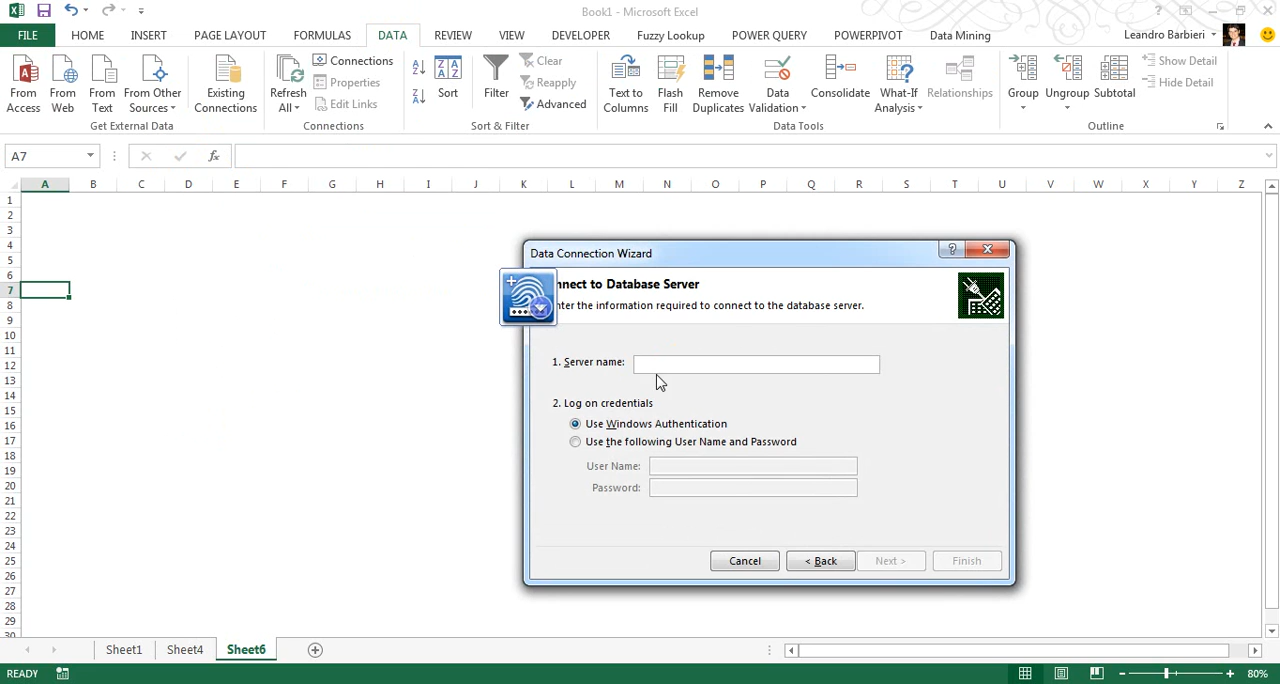 Book1 - Microsoft Excel
FILE HOME INSERT PAGE LAYOUT FORMULAS DATA REVIEW VIEW DEVELOPER Fuzzy Lookup POWER QUERY POWERPIVOT Data Mining Leandro Barbieri
From Access
From Web
From Text
From Other Sources
Get External Data
Existing Connections
Refresh All
Connections
Properties
Edit Links
Connections
Sort
Filter
Clear
Reapply
Advanced
Sort & Filter
Text to Columns
Flash Fill
Remove Duplicates
Data Validation
Consolidate
What-If Analysis
Relationships
Data Tools
Group
Ungroup
Subtotal
Show Detail
Hide Detail
Outline
A7
fx
A B C D E F G H I J K L M N O P Q R S T U V W X Y Z
1
2
3
4
5
6
7
8
9
10
11
12
13
14
15
16
17
18
19
20
21
22
23
24
25
26
27
28
29
30
Data Connection Wizard
nnect to Database Server
nter the information required to connect to the database server.
1. Server name:
2. Log on credentials
Use Windows Authentication
Use the following User Name and Password
User Name:
Password:
Cancel < Back Next > Finish
Sheet1 Sheet4 Sheet6
READY 80%